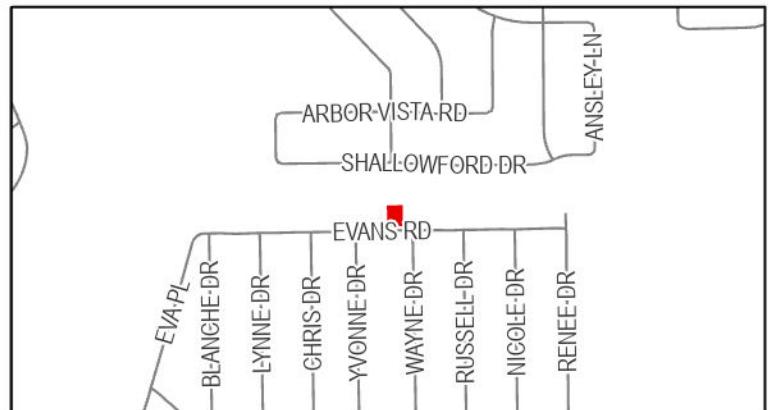 ANSLEY LN
ARBOR VISTA RD
SHALLOWFORD DR
EVANS RD
EVA PL
BLANCHE DR
LYNNE DR
CHRIS DR
YVONNE DR
WAYNE DR
RUSSELL DR
NICOLE DR
RENEE DR